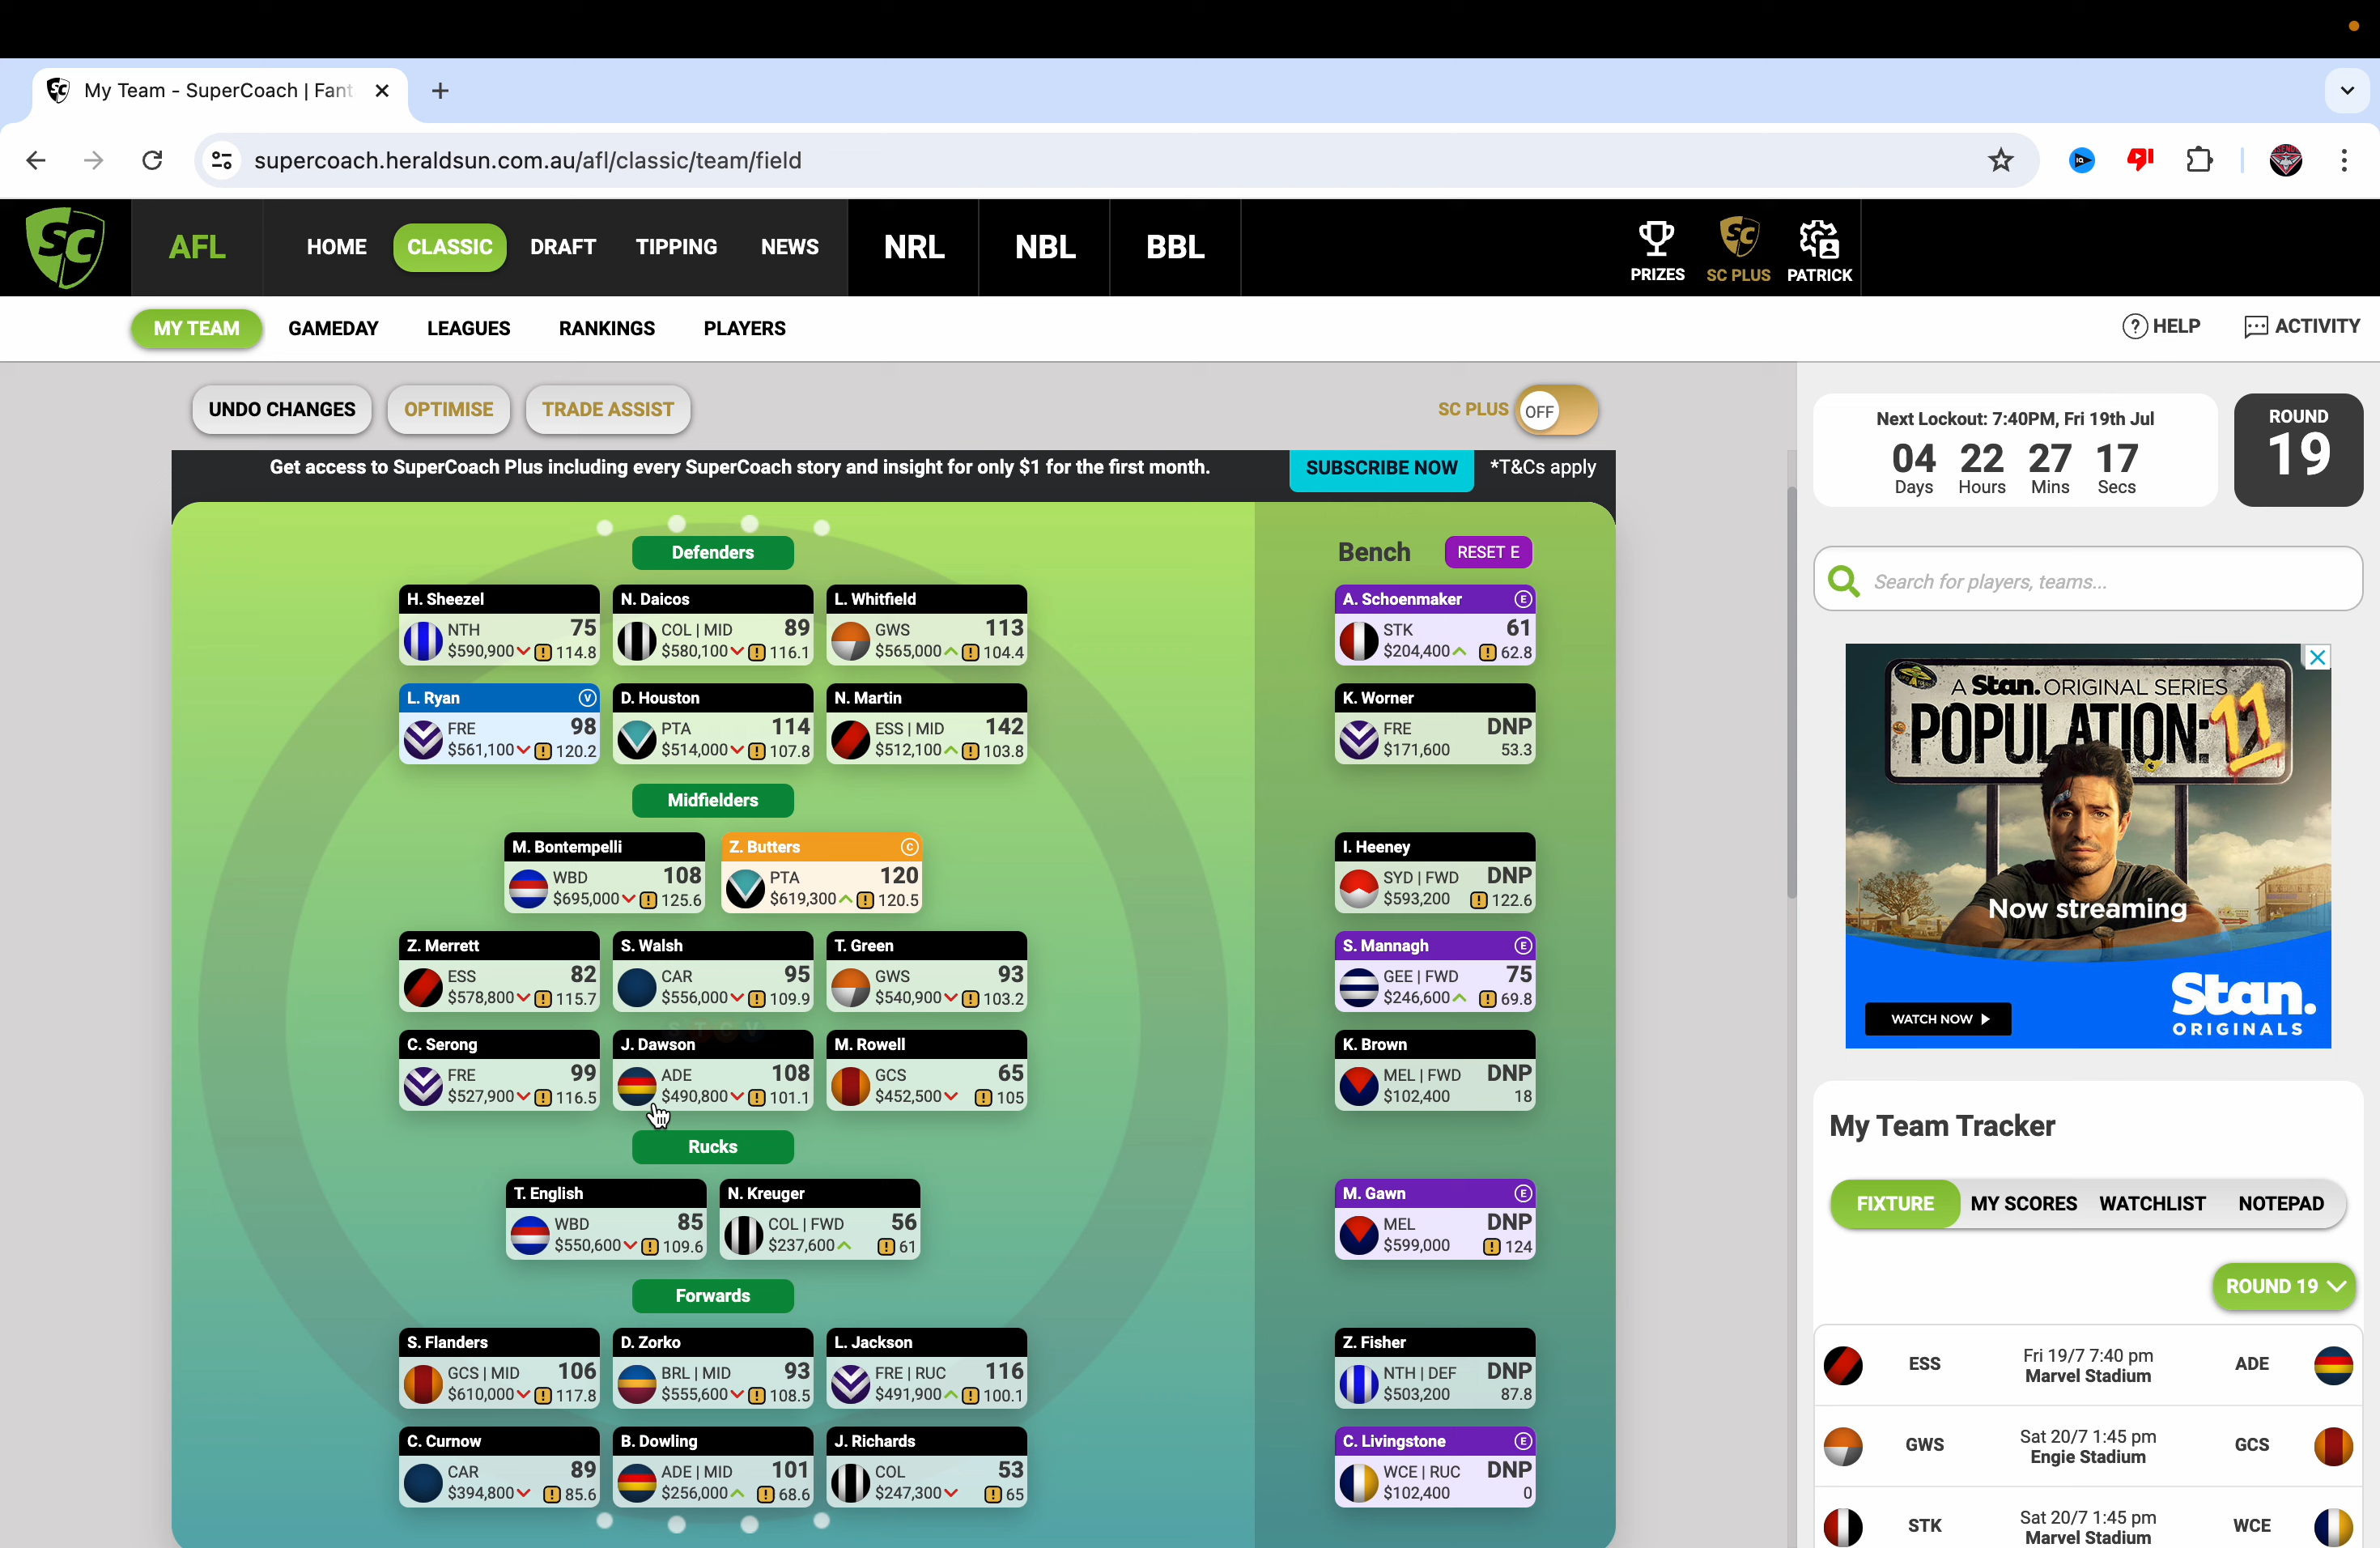 My Team - SuperCoach | Fant
supercoach.heraldsun.com.au/afl/classic/team/field
SC AFL HOME CLASSIC DRAFT TIPPING NEWS NRL NBL BBL PRIZES SC PLUS PATRICK
MY TEAM GAMEDAY LEAGUES RANKINGS PLAYERS ? HELP ACTIVITY
UNDO CHANGES OPTIMISE TRADE ASSIST SC PLUS OFF
Get access to SuperCoach Plus including every SuperCoach story and insight for only $1 for the first month. SUBSCRIBE NOW *T&Cs apply
Defenders Bench RESET E
H. Sheezel N. Daicos L. Whitfield A. Schoenmaker E
NTH 75 COL | MID 89 GWS 113 STK 61
$590,900 ! 114.8 $580,100 ! 116.1 $565,000 ! 104.4 $204,400 ! 62.8
L. Ryan V D. Houston N. Martin K. Worner
FRE 98 PTA 114 ESS | MID 142 FRE DNP
$561,100 ! 120.2 $514,000 ! 107.8 $512,100 ! 103.8 $171,600 53.3
Midfielders
M. Bontempelli Z. Butters C I. Heeney
WBD 108 PTA 120 SYD | FWD DNP
$695,000 ! 125.6 $619,300 ! 120.5 $593,200 ! 122.6
Z. Merrett S. Walsh T. Green S. Mannagh E
ESS 82 CAR 95 GWS 93 GEE | FWD 75
$578,800 ! 115.7 $556,000 ! 109.9 $540,900 ! 103.2 $246,600 ! 69.8
C. Serong J. Dawson M. Rowell K. Brown
FRE 99 ADE 108 GCS 65 MEL | FWD DNP
$527,900 ! 116.5 $490,800 ! 101.1 $452,500 ! 105 $102,400 18
Rucks
T. English N. Kreuger M. Gawn E
WBD 85 COL | FWD 56 MEL DNP
$550,600 ! 109.6 $237,600 ! 61 $599,000 ! 124
Forwards
S. Flanders D. Zorko L. Jackson Z. Fisher
GCS | MID 106 BRL | MID 93 FRE | RUC 116 NTH | DEF DNP
$610,000 ! 117.8 $555,600 ! 108.5 $491,900 ! 100.1 $503,200 87.8
C. Curnow B. Dowling J. Richards C. Livingstone E
CAR 89 ADE | MID 101 COL 53 WCE | RUC DNP
$394,800 ! 85.6 $256,000 ! 68.6 $247,300 ! 65 $102,400 0
Next Lockout: 7:40PM, Fri 19th Jul
04 22 27 17
Days Hours Mins Secs
ROUND
19
Search for players, teams...
A Stan. ORIGINAL SERIES
POPULATION: 11
Now streaming
WATCH NOW
Stan.
ORIGINALS
My Team Tracker
FIXTURE MY SCORES WATCHLIST NOTEPAD
ROUND 19
ESS Fri 19/7 7:40 pm ADE
Marvel Stadium
GWS Sat 20/7 1:45 pm GCS
Engie Stadium
STK Sat 20/7 1:45 pm WCE
Marvel Stadium